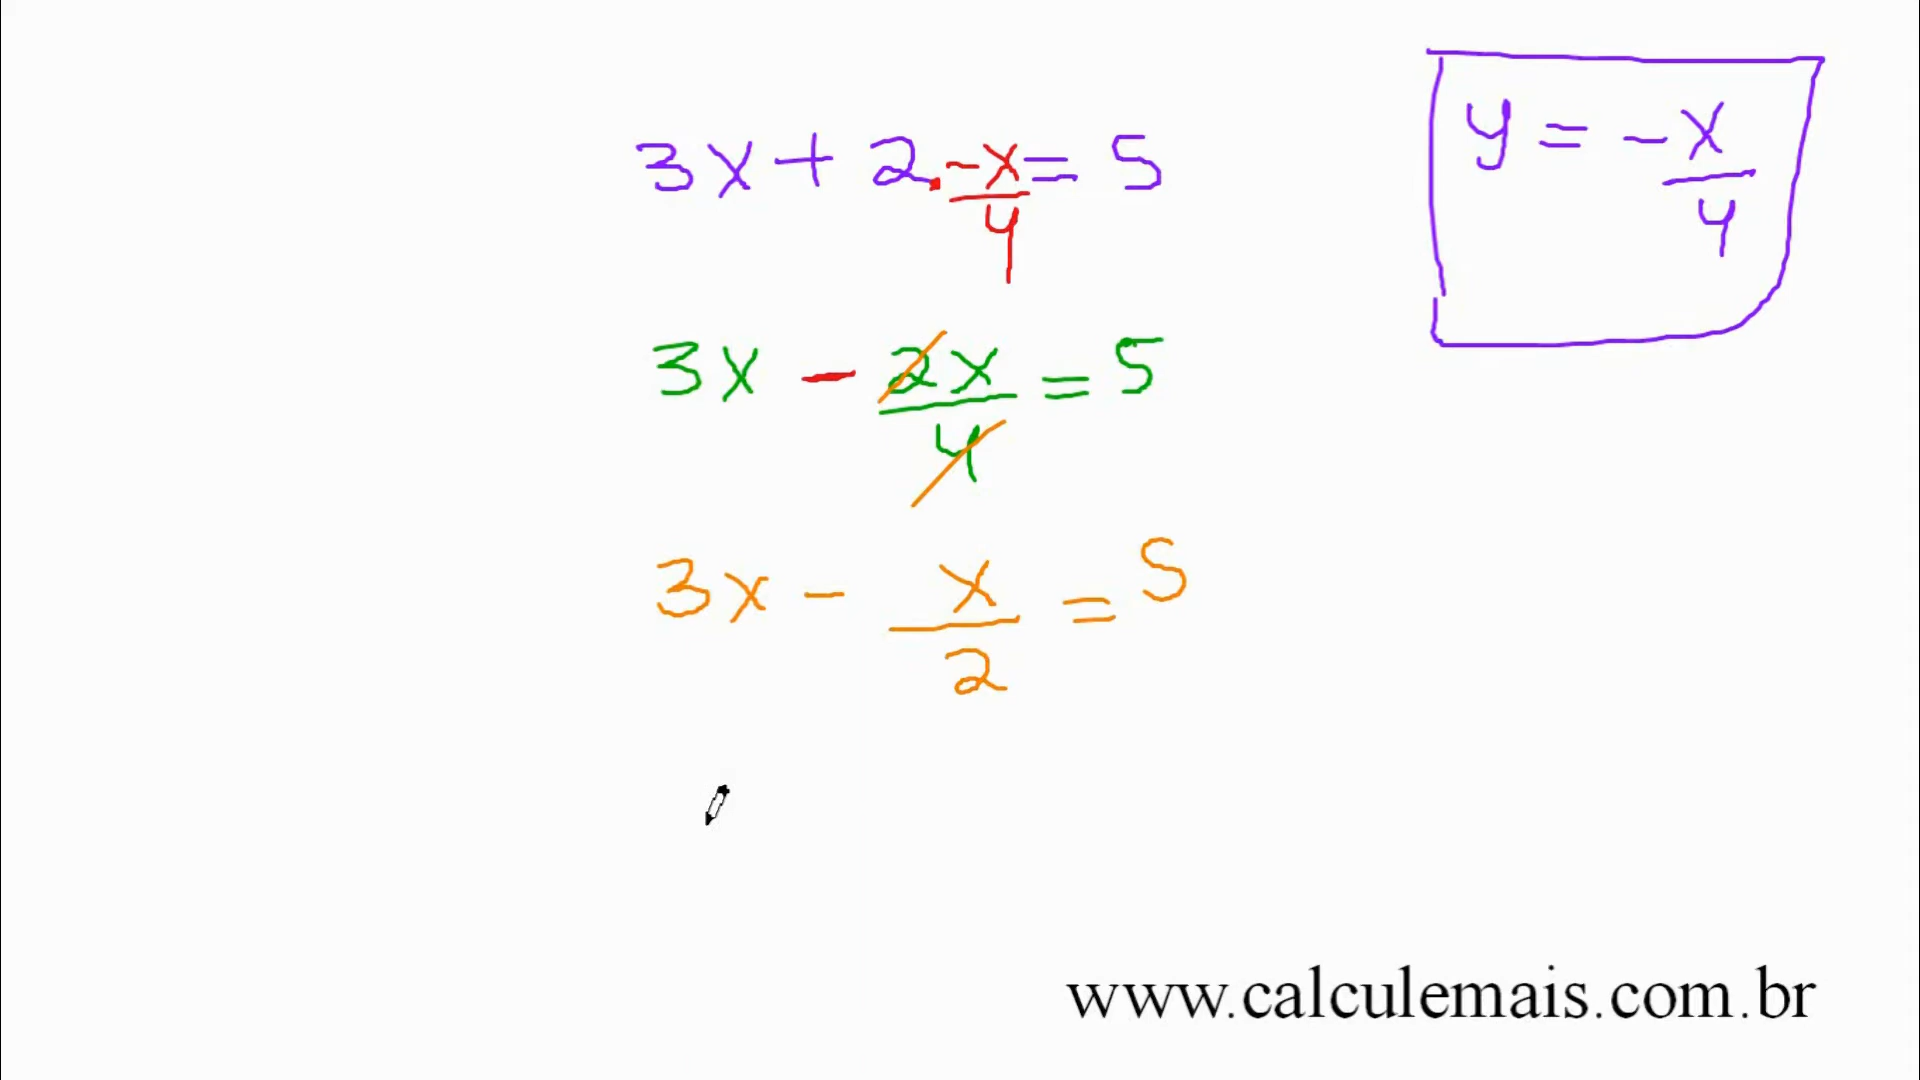 3x + 2 . -x/4 = 5
y = -x/4
3x - 2x/4 = 5
3x - x/2 = 5
www.calculemais.com.br